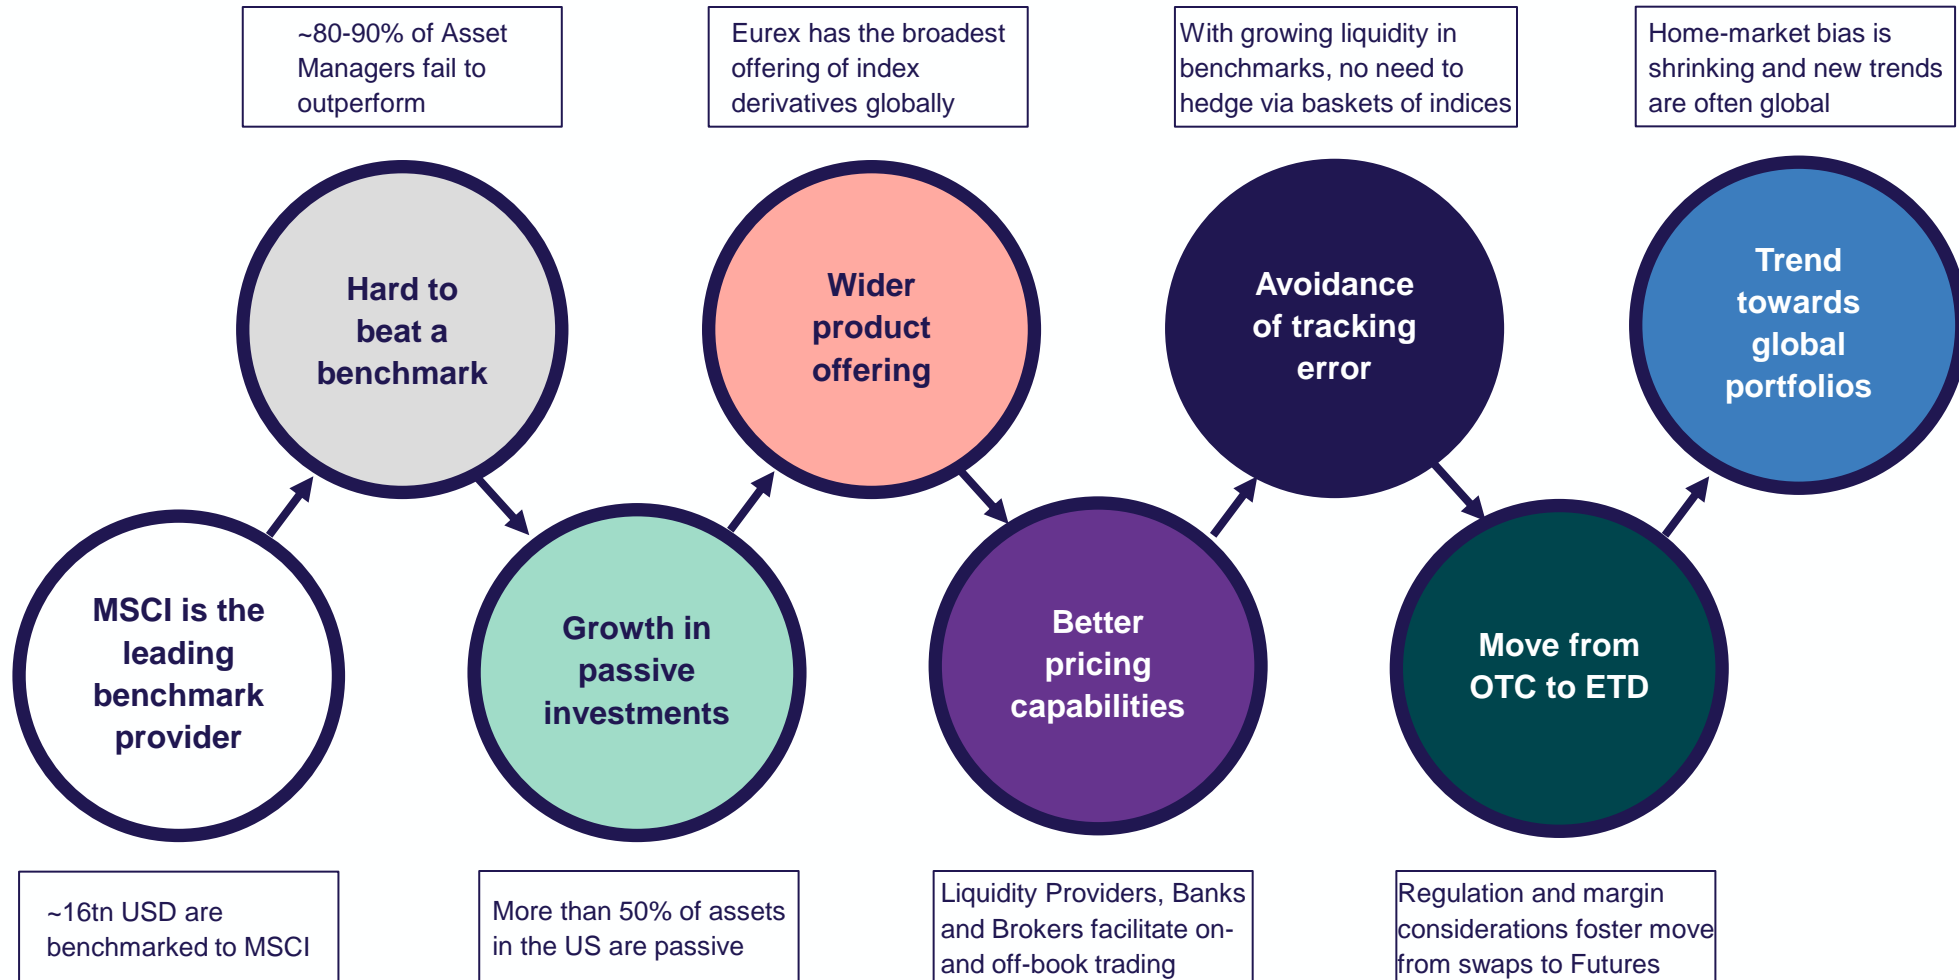 ~80-90% of Asset
Managers fail to
outperform
Eurex has the broadest
offering of index
derivatives globally
With growing liquidity in
benchmarks, no need to
hedge via baskets of indices
Home-market bias is
shrinking and new trends
are often global
Hard to
beat a
benchmark
Wider
product
offering
Avoidance
of tracking
error
Trend
towards
global
portfolios
MSCI is the
leading
benchmark
provider
Growth in
passive
investments
Better
pricing
capabilities
Move from
OTC to ETD
~16tn USD are
benchmarked to MSCI
More than 50% of assets
in the US are passive
Liquidity Providers, Banks
and Brokers facilitate on-
and off-book trading
Regulation and margin
considerations foster move
from swaps to Futures